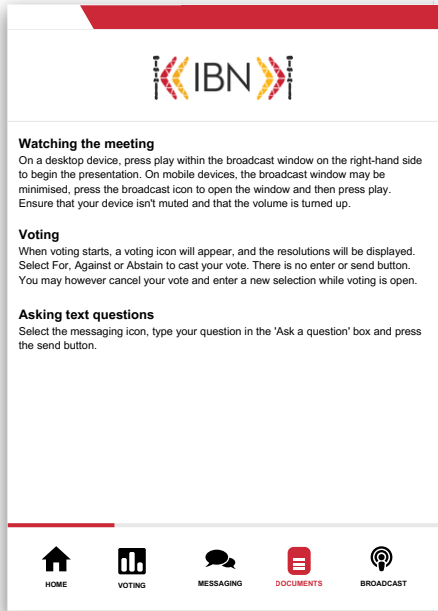 IBN
Watching the meeting
On a desktop device, press play within the broadcast window on the right-hand side
to begin the presentation. On mobile devices, the broadcast window may be
minimised, press the broadcast icon to open the window and then press play.
Ensure that your device isn't muted and that the volume is turned up.
Voting
When voting starts, a voting icon will appear, and the resolutions will be displayed.
Select For, Against or Abstain to cast your vote. There is no enter or send button.
You may however cancel your vote and enter a new selection while voting is open.
Asking text questions
Select the messaging icon, type your question in the 'Ask a question' box and press
the send button.
HOME VOTING MESSAGING DOCUMENTS BROADCAST